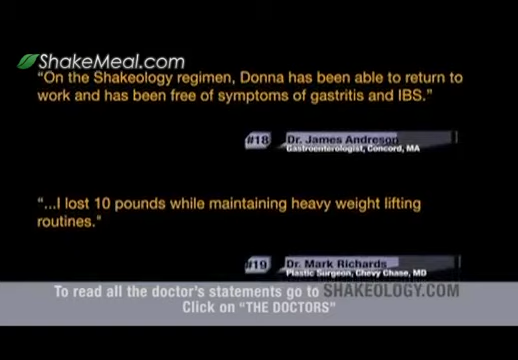 ShakeMeal.com
“On the Shakeology regimen, Donna has been able to return to
work and has been free of symptoms of gastritis and IBS.”
#18 Dr. James Andreson
Gastroenterologist, Concord, MA
“...I lost 10 pounds while maintaining heavy weight lifting
routines."
#19 Dr. Mark Richards
Plastic Surgeon, Chevy Chase, MD
To read all the doctor's statements go to SHAKEOLOGY.COM
Click on “THE DOCTORS”